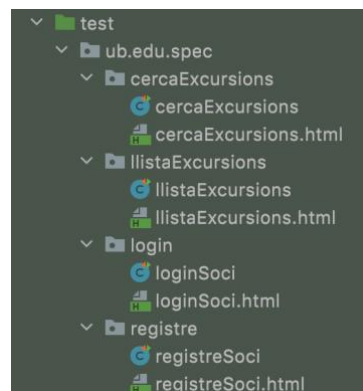 test
ub.edu.spec
cercaExcursions
cercaExcursions
cercaExcursions.html
llistaExcursions
llistaExcursions
llistaExcursions.html
login
loginSoci
loginSoci.html
registre
registreSoci
registreSoci.html